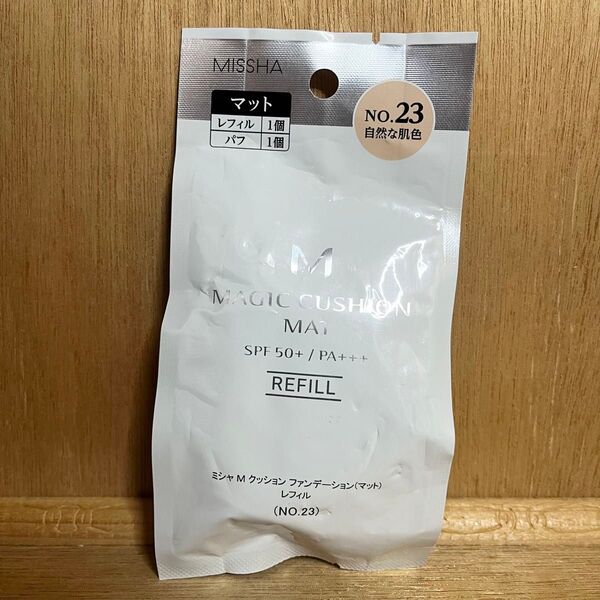 MISSHA
マット
レフィル 1個
パフ 1個
NO.23
自然な肌色
M
MAGIC CUSHION
MAT
SPF 50+ / PA+++
REFILL
ミシャ M クッション ファンデーション(マット)
レフィル
(NO.23)